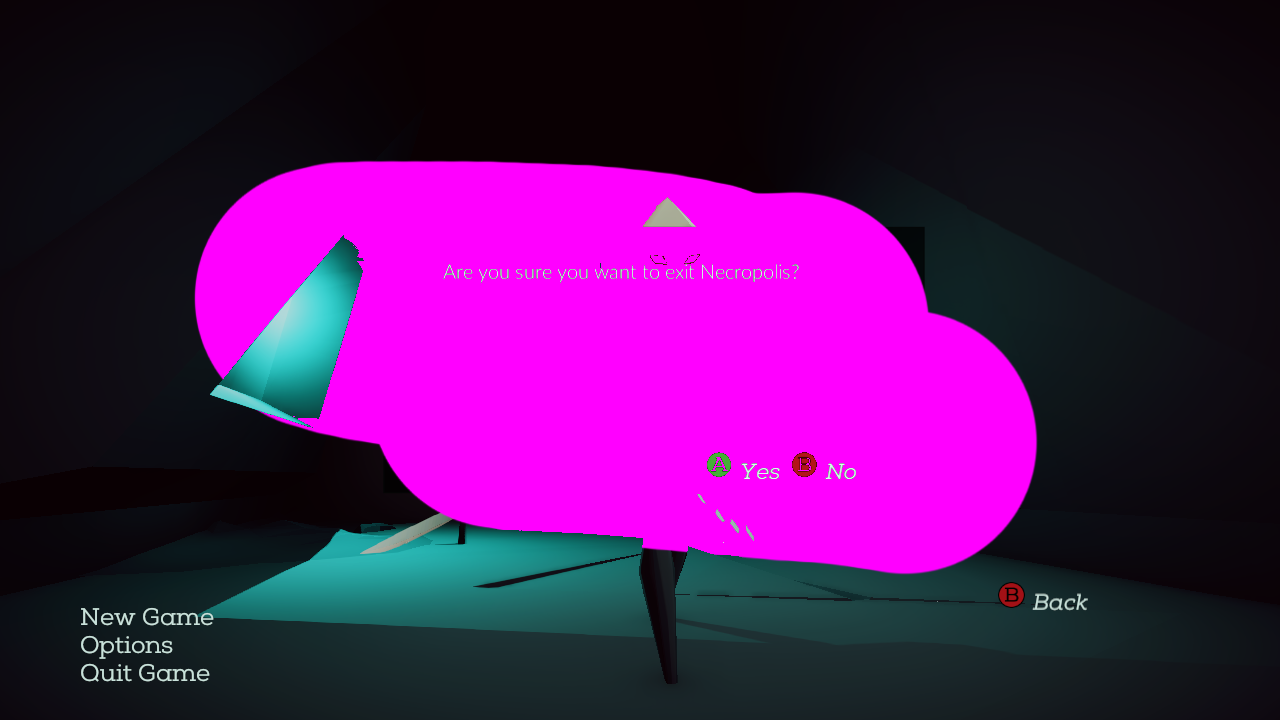 Are you sure you want to exit Necropolis?
A Yes B No
B Back
New Game
Options
Quit Game